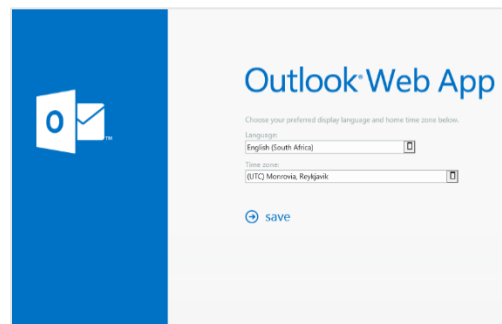 Outlook Web App
Choose your preferred display language and home time zone below.
Language:
English (South Africa)
Time zone:
(UTC) Monrovia, Reykjavik
save
O
TM